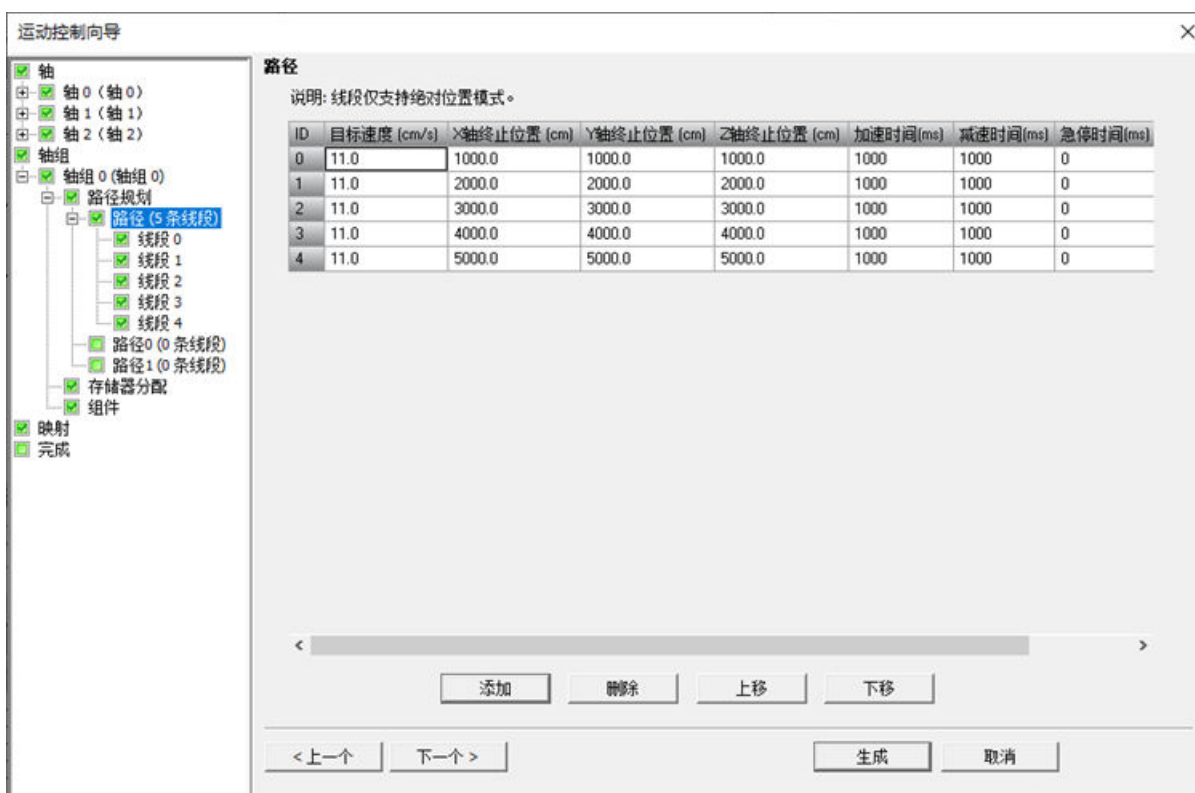 运动控制向导
轴
轴 0（轴 0）
轴 1（轴 1）
轴 2（轴 2）
轴组
轴组 0 (轴组 0)
路径规划
路径 (5 条线段)
线段 0
线段 1
线段 2
线段 3
线段 4
路径0 (0 条线段)
路径1 (0 条线段)
存储器分配
组件
映射
完成
路径
说明: 线段仅支持绝对位置模式。
ID 目标速度 (cm/s) X轴终止位置 (cm) Y轴终止位置 (cm) Z轴终止位置 (cm) 加速时间(ms) 减速时间(ms) 急停时间(ms)
0 11.0 1000.0 1000.0 1000.0 1000 1000 0
1 11.0 2000.0 2000.0 2000.0 1000 1000 0
2 11.0 3000.0 3000.0 3000.0 1000 1000 0
3 11.0 4000.0 4000.0 4000.0 1000 1000 0
4 11.0 5000.0 5000.0 5000.0 1000 1000 0
添加 删除 上移 下移
<上一个 下一个> 生成 取消